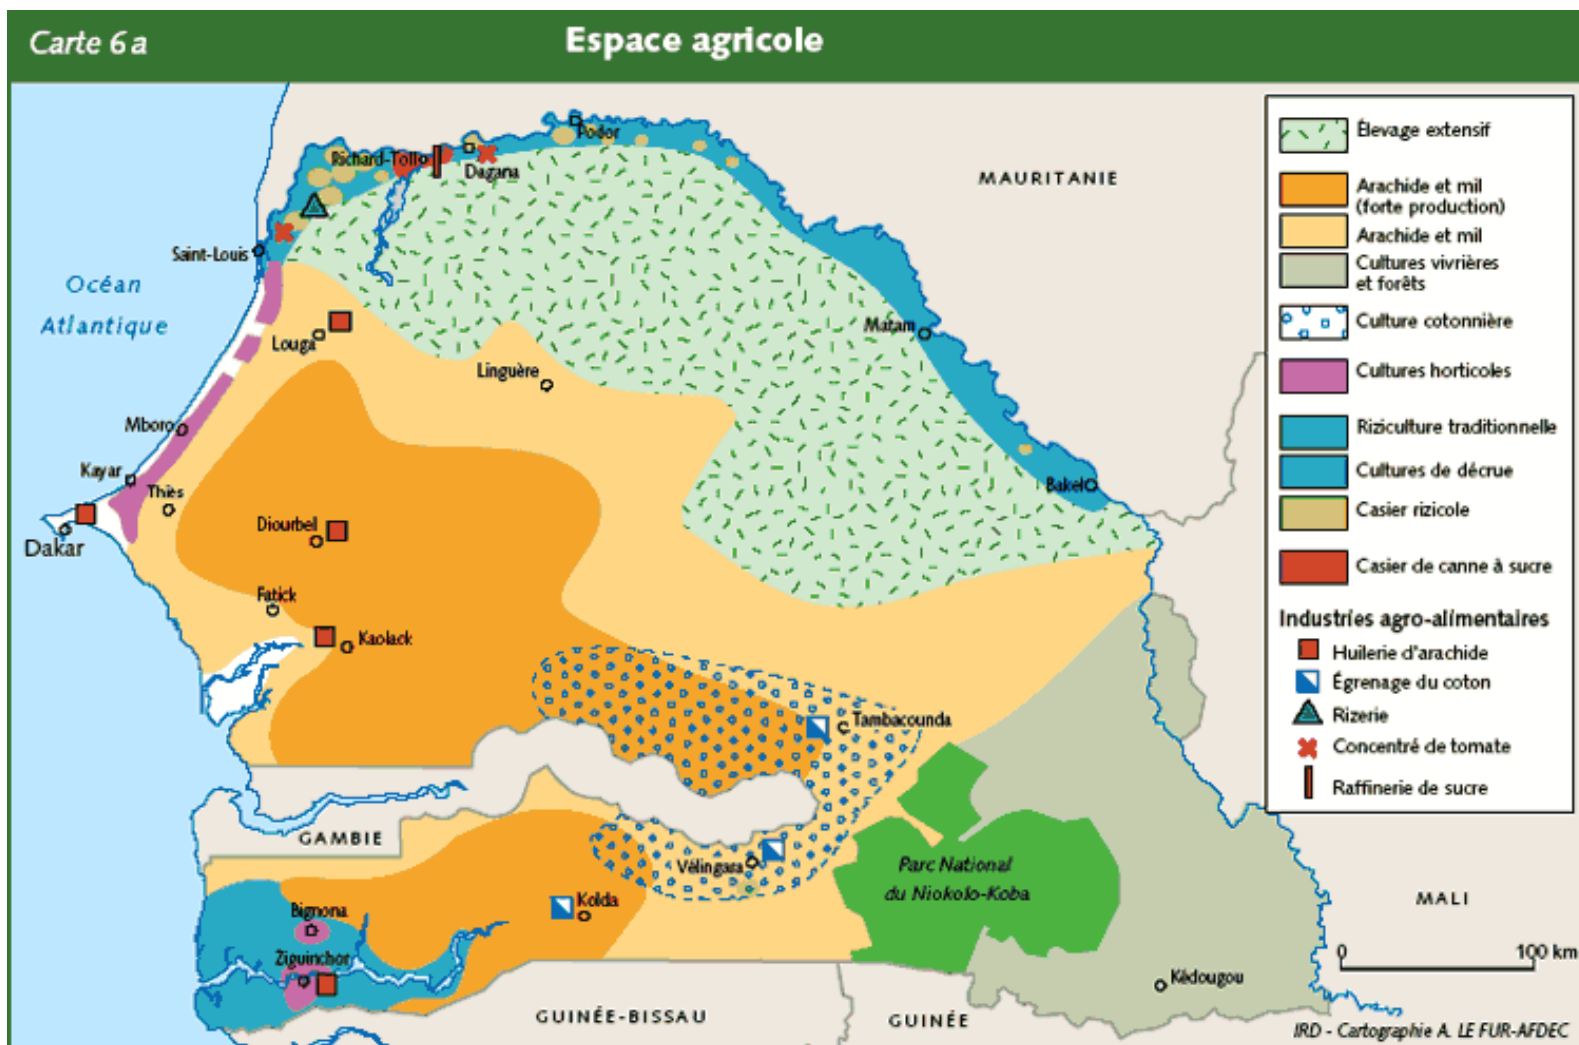 Carte 6 a
Espace agricole
Élevage extensif
Arachide et mil
(forte production)
Arachide et mil
Cultures vivrières
et forêts
Culture cotonnière
Cultures horticoles
Riziculture traditionnelle
Cultures de décrue
Casier rizicole
Casier de canne à sucre
Industries agro-alimentaires
Huilerie d'arachide
Égrenage du coton
Rizerie
Concentré de tomate
Raffinerie de sucre
MAURITANIE
Podor
Richard-Toll
Dagana
Saint-Louis
Océan
Atlantique
Louga
Linguère
Matam
Mboro
Kayar
Thiès
Bakel
Dakar
Diourbel
Fatick
Kaolack
Tambacounda
GAMBIE
Vélingara
Parc National
du Niokolo-Koba
Kolda
Bignona
Ziguinchor
MALI
0 100 km
Kédougou
GUINÉE-BISSAU
GUINÉE
IRD - Cartographie A. LE FUR-AFDEC